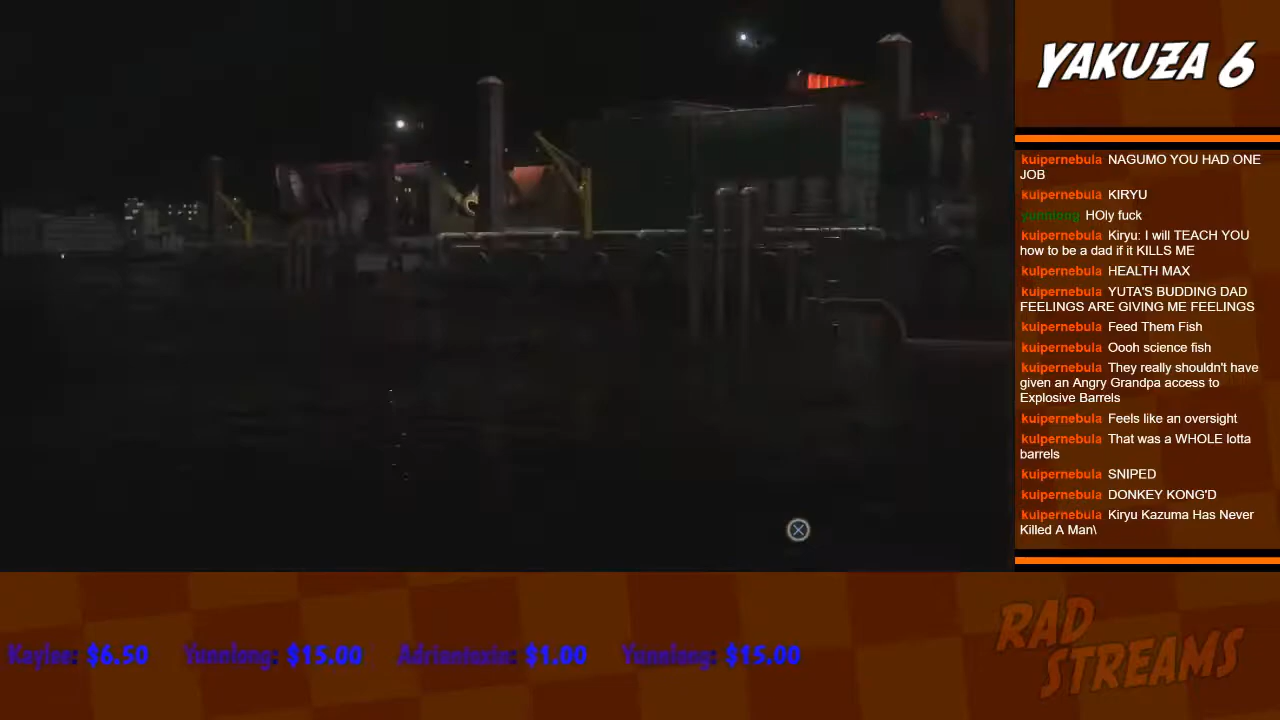 YAKUZA 6
kuipernebula NAGUMO YOU HAD ONE
JOB
kuipernebula KIRYU
yunnlong HOly fuck
kuipernebula Kiryu: I will TEACH YOU
how to be a dad if it KILLS ME
kuipernebula HEALTH MAX
kuipernebula YUTA'S BUDDING DAD
FEELINGS ARE GIVING ME FEELINGS
kuipernebula Feed Them Fish
kuipernebula Oooh science fish
kuipernebula They really shouldn't have
given an Angry Grandpa access to
Explosive Barrels
kuipernebula Feels like an oversight
kuipernebula That was a WHOLE lotta
barrels
kuipernebula SNIPED
kuipernebula DONKEY KONG'D
kuipernebula Kiryu Kazuma Has Never
Killed A Man\
Kaylee: $6.50 Yunnlong: $15.00 $1.00 Yunnlong: $15.00
RAD
STREAMS